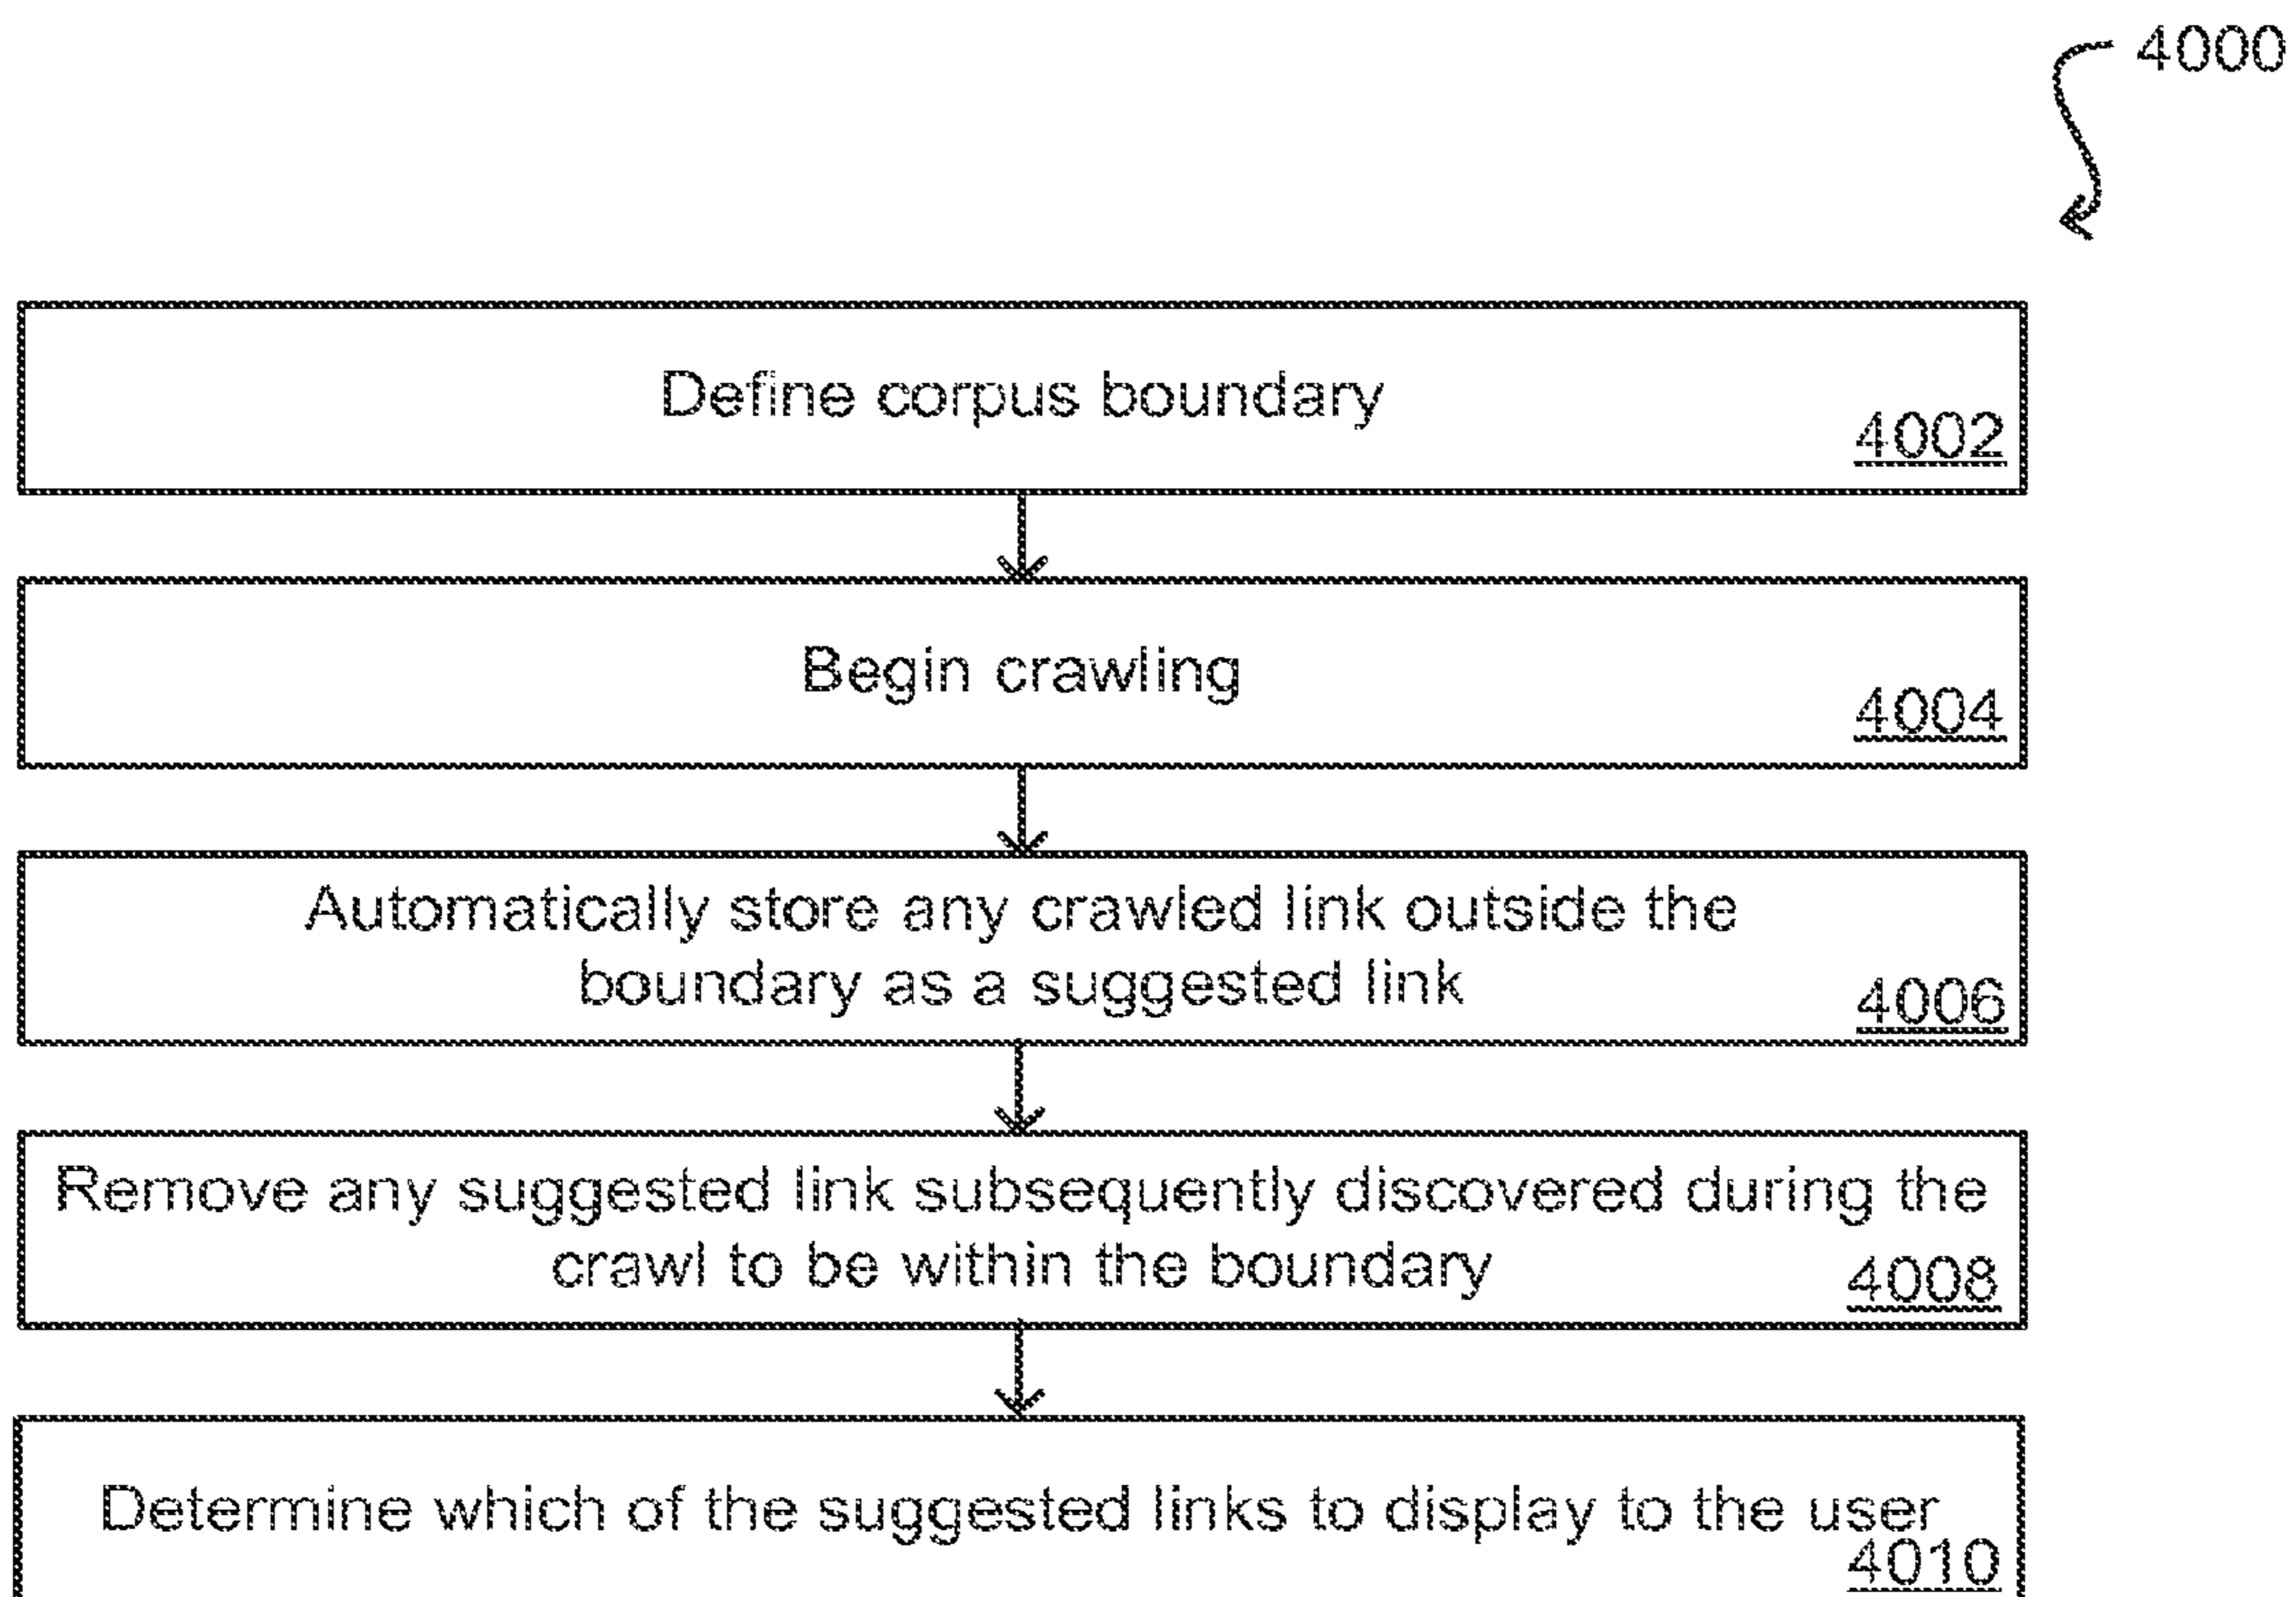 4000
Define corpus boundary
4002
Begin crawling
4004
Automatically store any crawled link outside the
boundary as a suggested link
4006
Remove any suggested link subsequently discovered during the
crawl to be within the boundary
4008
Determine which of the suggested links to display to the user
4010